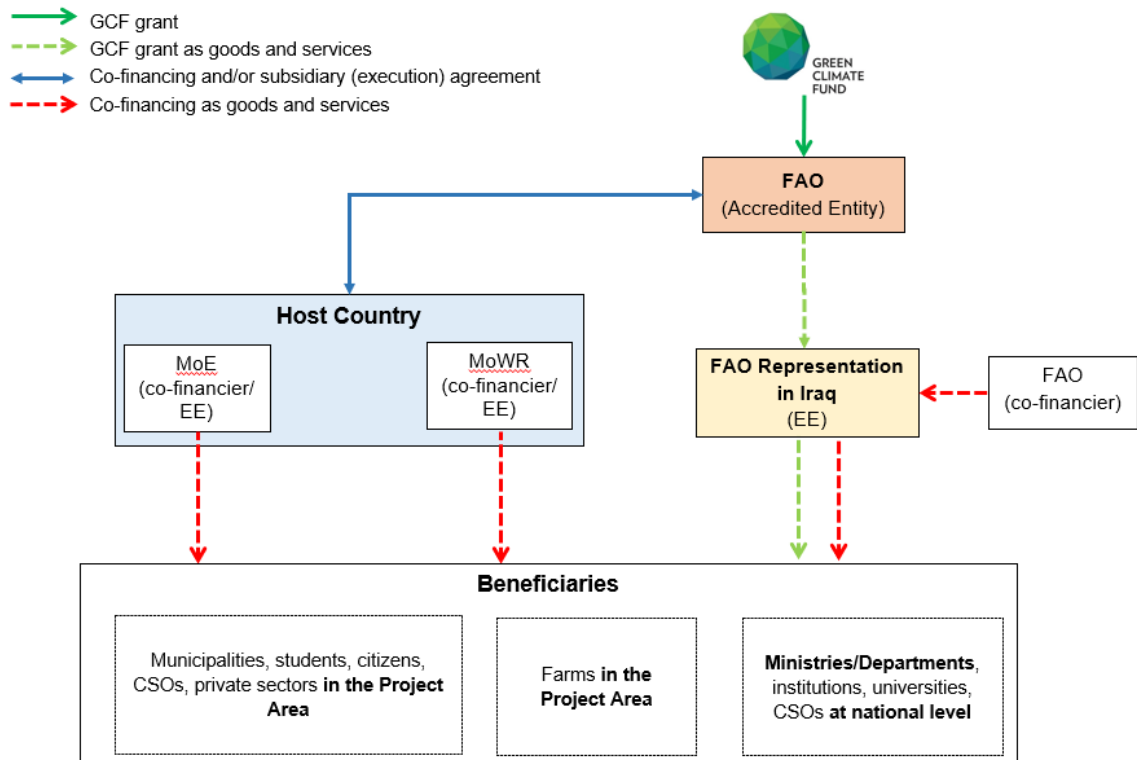 GCF grant
GCF grant as goods and services
Co-financing and/or subsidiary (execution) agreement
Co-financing as goods and services
GREEN
CLIMATE
FUND
FAO
(Accredited Entity)
Host Country
MoE
(co-financier/
EE)
MoWR
(co-financier/
EE)
FAO Representation
in Iraq
(EE)
FAO
(co-financier)
Beneficiaries
Municipalities, students, citizens,
CSOs, private sectors in the Project
Area
Farms in the
Project Area
Ministries/Departments,
institutions, universities,
CSOs at national level